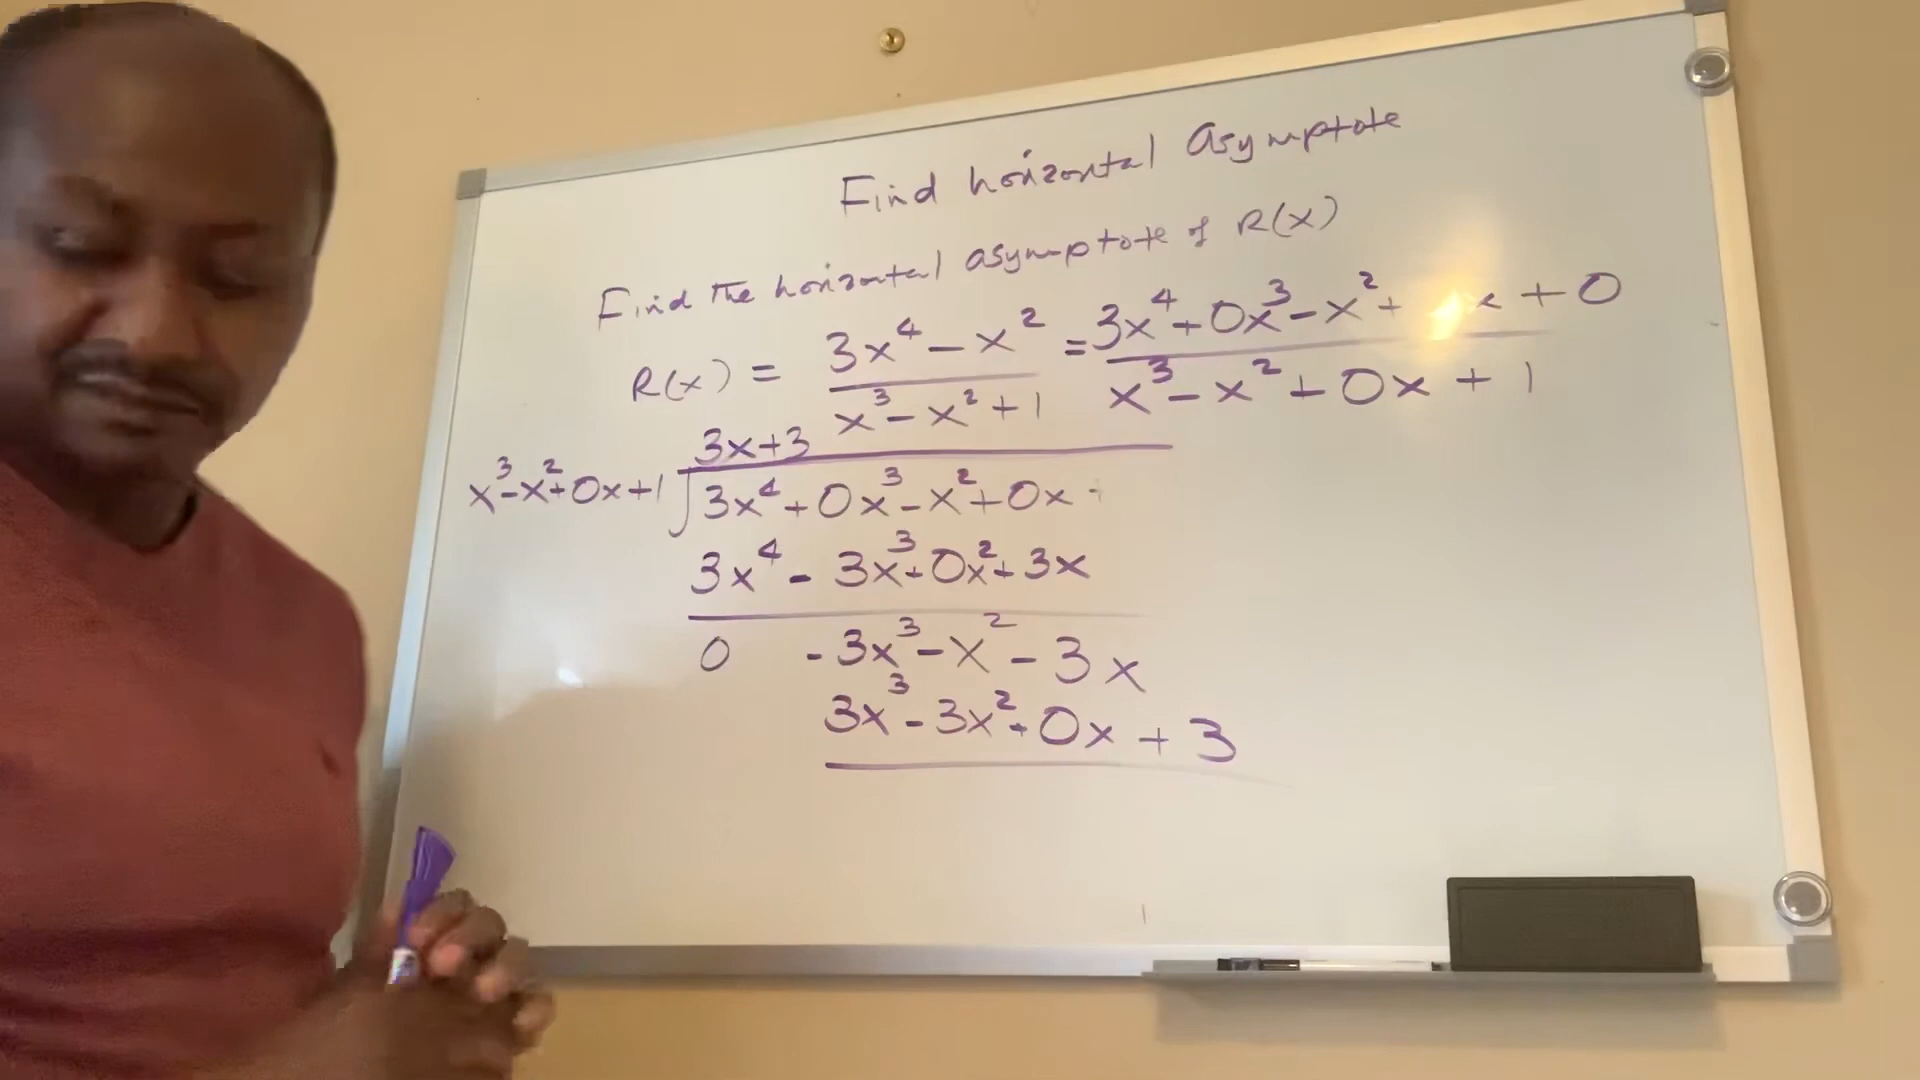 Find horizontal Asymptote
Find the horizontal asymptote of R(x)
R(x) = (3x⁴ - x²)/(x³ - x² + 1) = (3x⁴ + 0x³ - x² + x + 0)/(x³ - x² + 0x + 1)
3x+3
x³-x²+0x+1 3x⁴ + 0x³ - x² + 0x
3x⁴ - 3x³+0x²+3x
0 -3x³ - x² - 3x
3x³ - 3x²+0x + 3